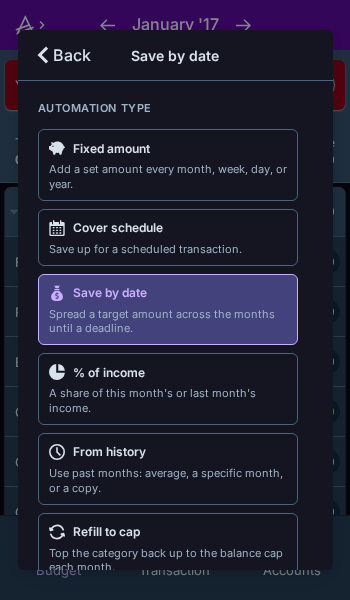 January '17
Back
Save by date
AUTOMATION TYPE
Fixed amount
Add a set amount every month, week, day, or
year.
Cover schedule
Save up for a scheduled transaction.
Save by date
Spread a target amount across the months
until a deadline.
% of income
A share of this month's or last month's
income.
From history
Use past months: average, a specific month,
or a copy.
Refill to cap
Top the category back up to the balance cap
each month.
Budget
Transaction
Accounts